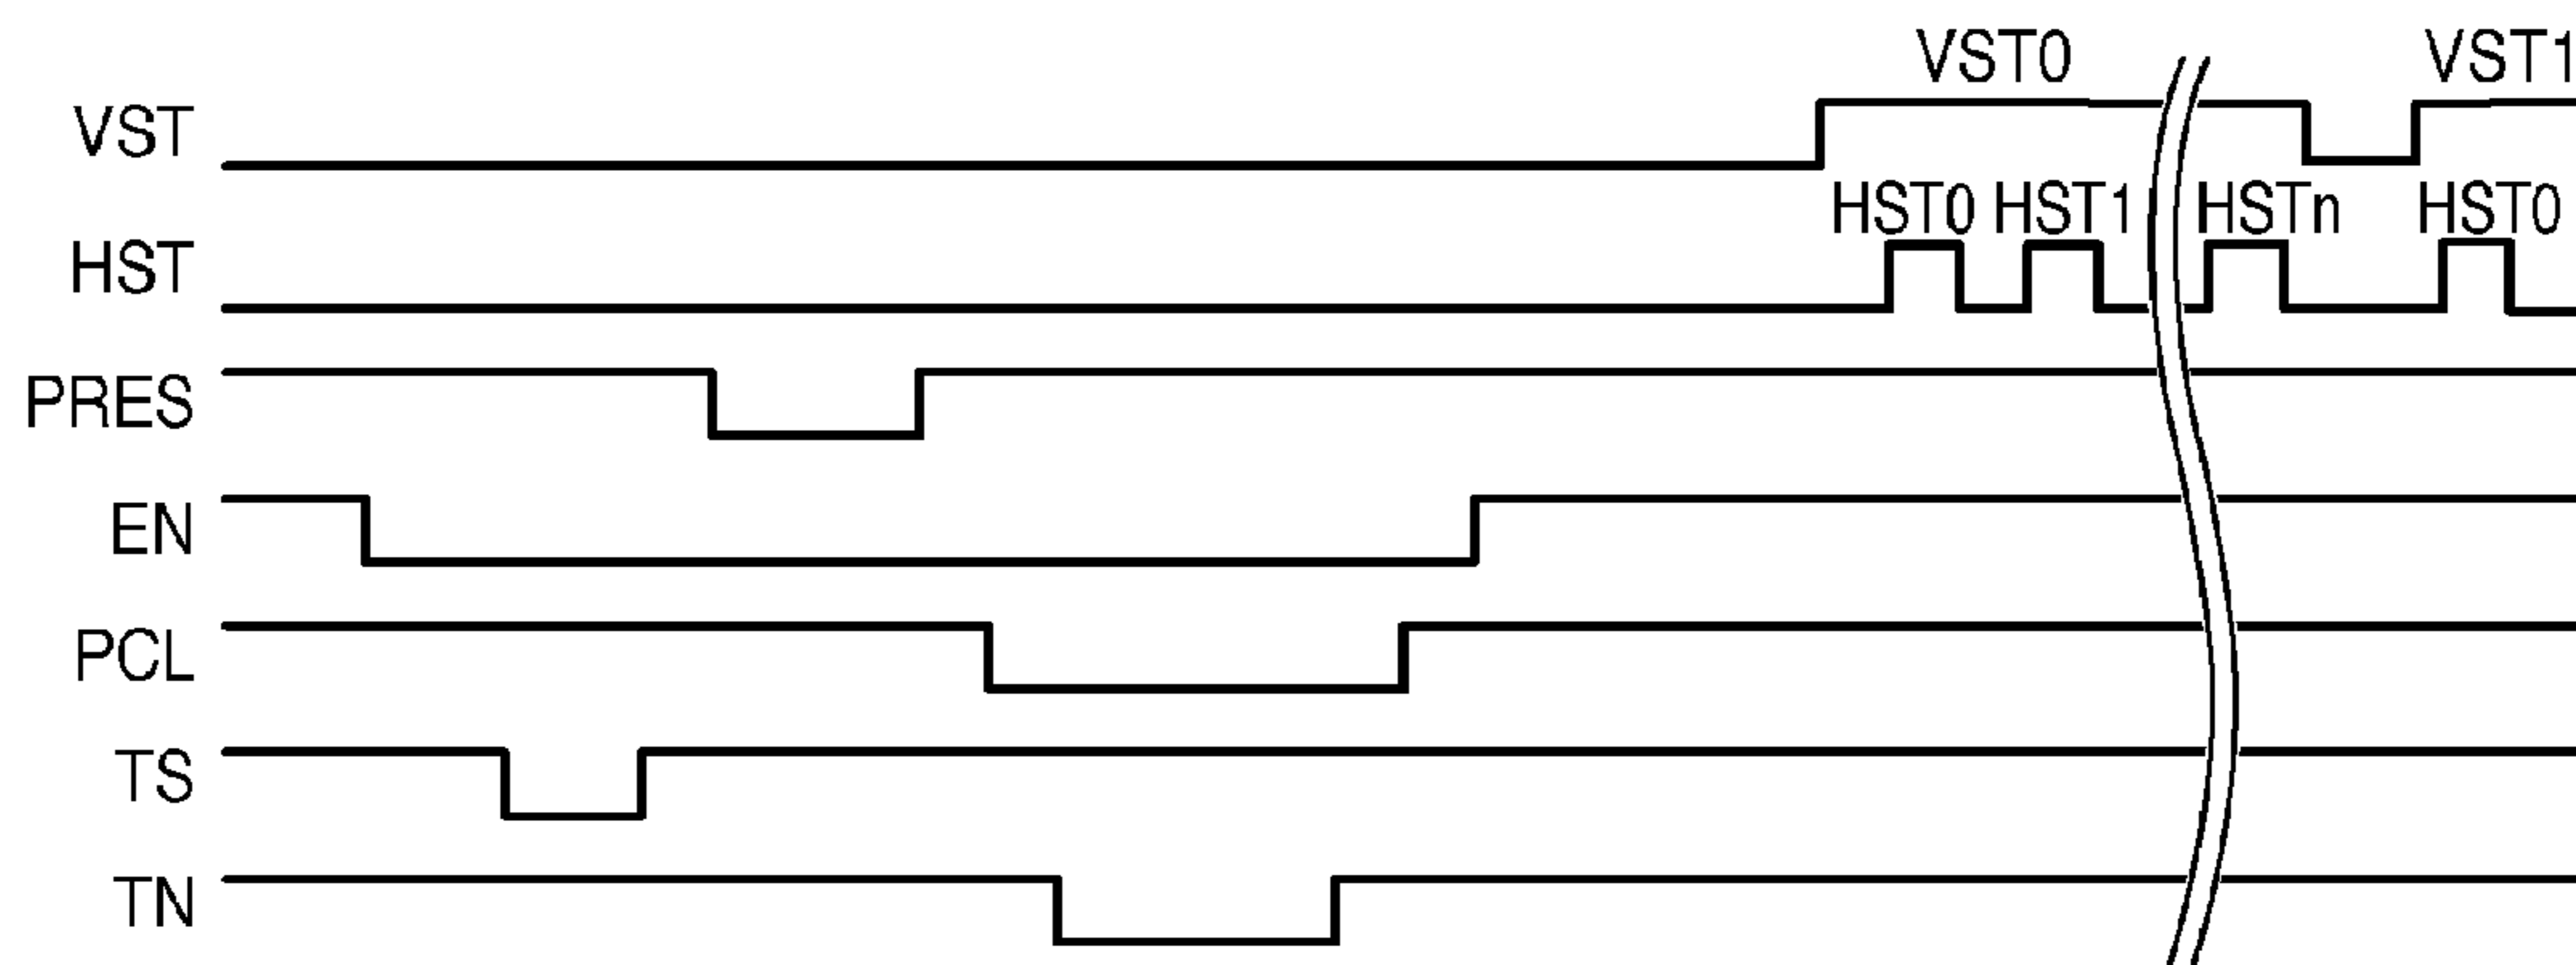 VST0 VST1
VST
HST0 HST1 HSTn HST0
HST
PRES
EN
PCL
TS
TN